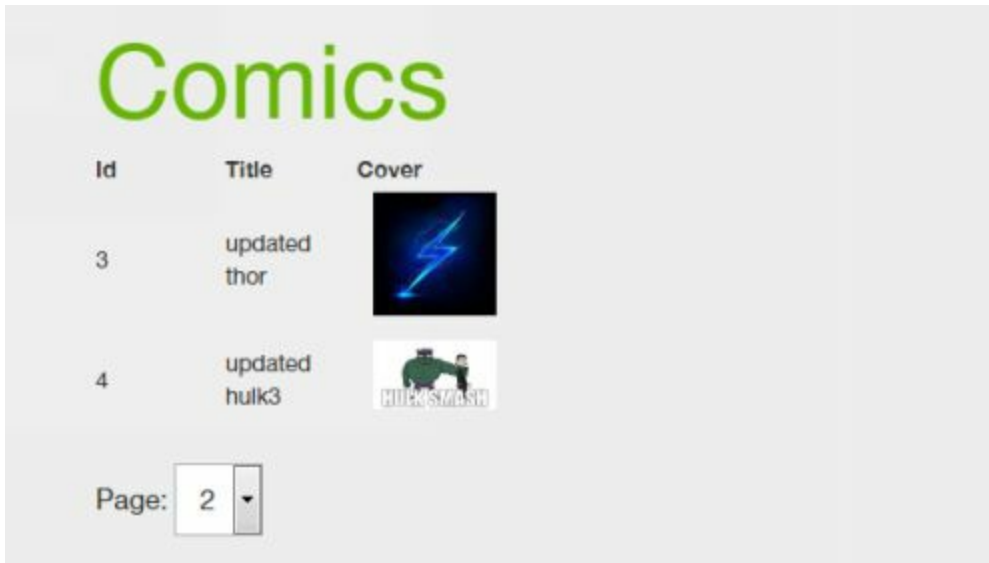 Comics
Id Title Cover
3 updated
thor
4 updated
hulk3
HULK SMASH
Page: 2